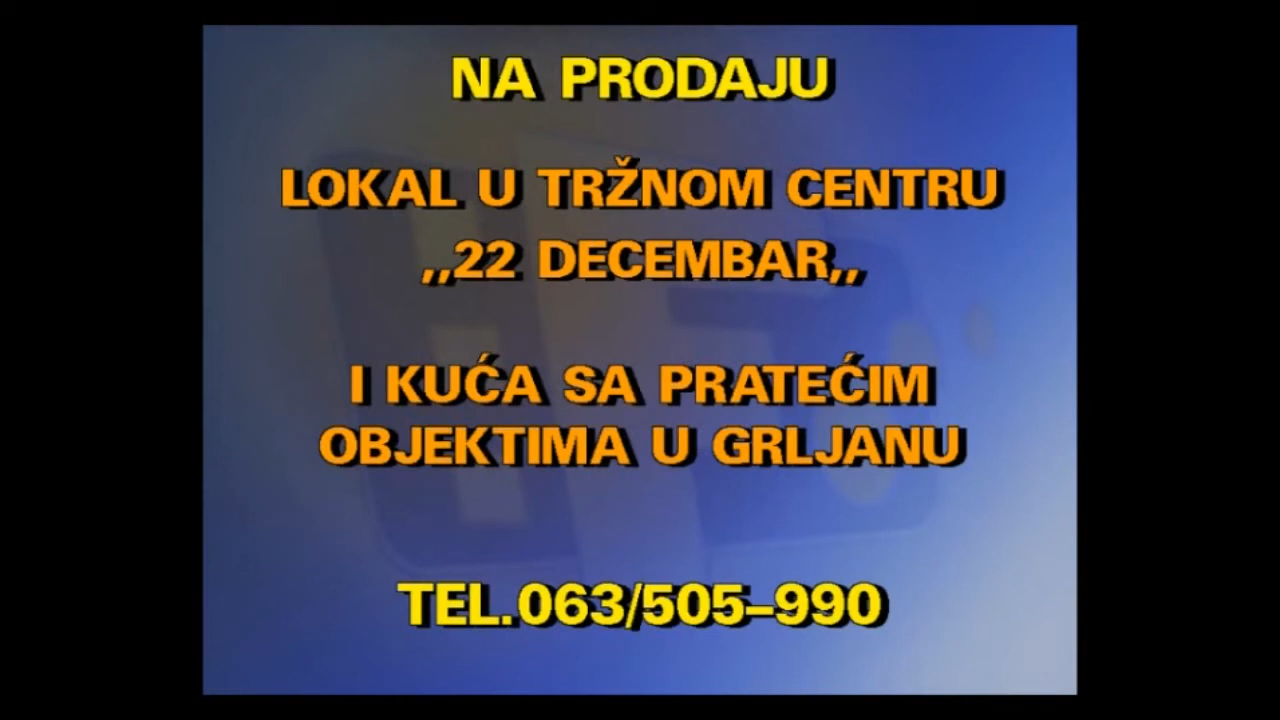 NA PRODAJU
LOKAL U TRŽNOM CENTRU
,,22 DECEMBAR,,
I KUĆA SA PRATEĆIM
OBJEKTIMA U GRLJANU
TEL.063/505-990